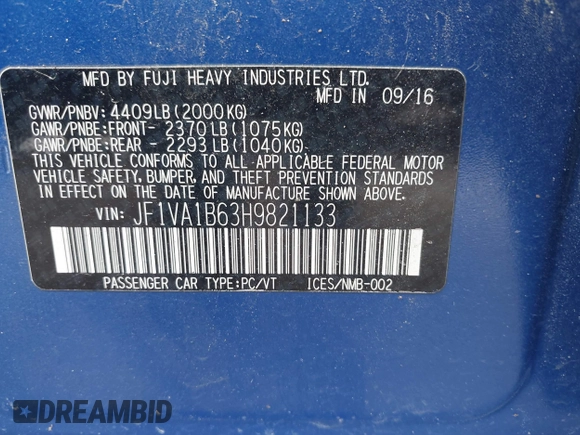 MFD BY FUJI HEAVY INDUSTRIES LTD.
MFD IN 09/16
GVWR/PNBV: 4409LB(2000KG)
GAWR/PNBE:FRONT- 2370LB(1075KG)
GAWR/PNBE:REAR - 2293LB(1040KG)
THIS VEHICLE CONFORMS TO ALL APPLICABLE FEDERAL MOTOR
VEHICLE SAFETY, BUMPER, AND THEFT PREVENTION STANDARDS
IN EFFECT ON THE DATE OF MANUFACTURE SHOWN ABOVE.
VIN: JF1VA1B63H9821133
PASSENGER CAR TYPE:PC/VT ICES/NMB-002
DREAMBID